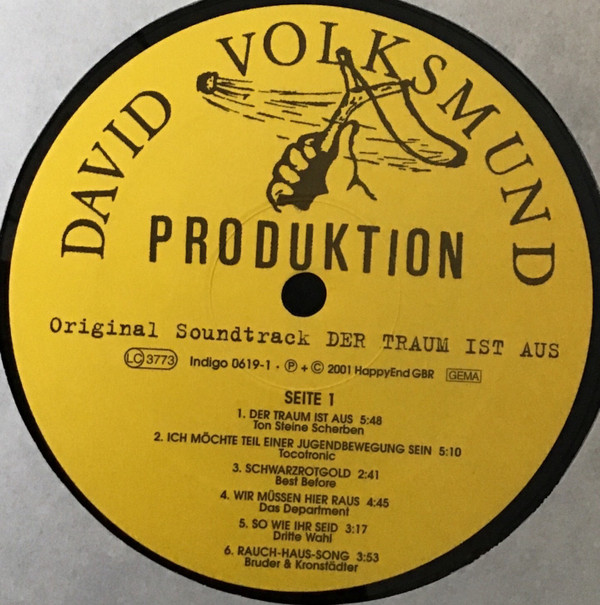 DAVID VOLKSMUND
PRODUKTION
Original Soundtrack DER TRAUM IST AUS
LC 3773 Indigo 0619-1 · Ⓟ + © 2001 HappyEnd GBR GEMA
SEITE 1
1. DER TRAUM IST AUS 5:48
Ton Steine Scherben
2. ICH MÖCHTE TEIL EINER JUGENDBEWEGUNG SEIN 5:10
Tocotronic
3. SCHWARZROTGOLD 2:41
Best Before
4. WIR MÜSSEN HIER RAUS 4:45
Das Department
5. SO WIE IHR SEID 3:17
Dritte Wahl
6. RAUCH-HAUS-SONG 3:53
Bruder & Kronstädter